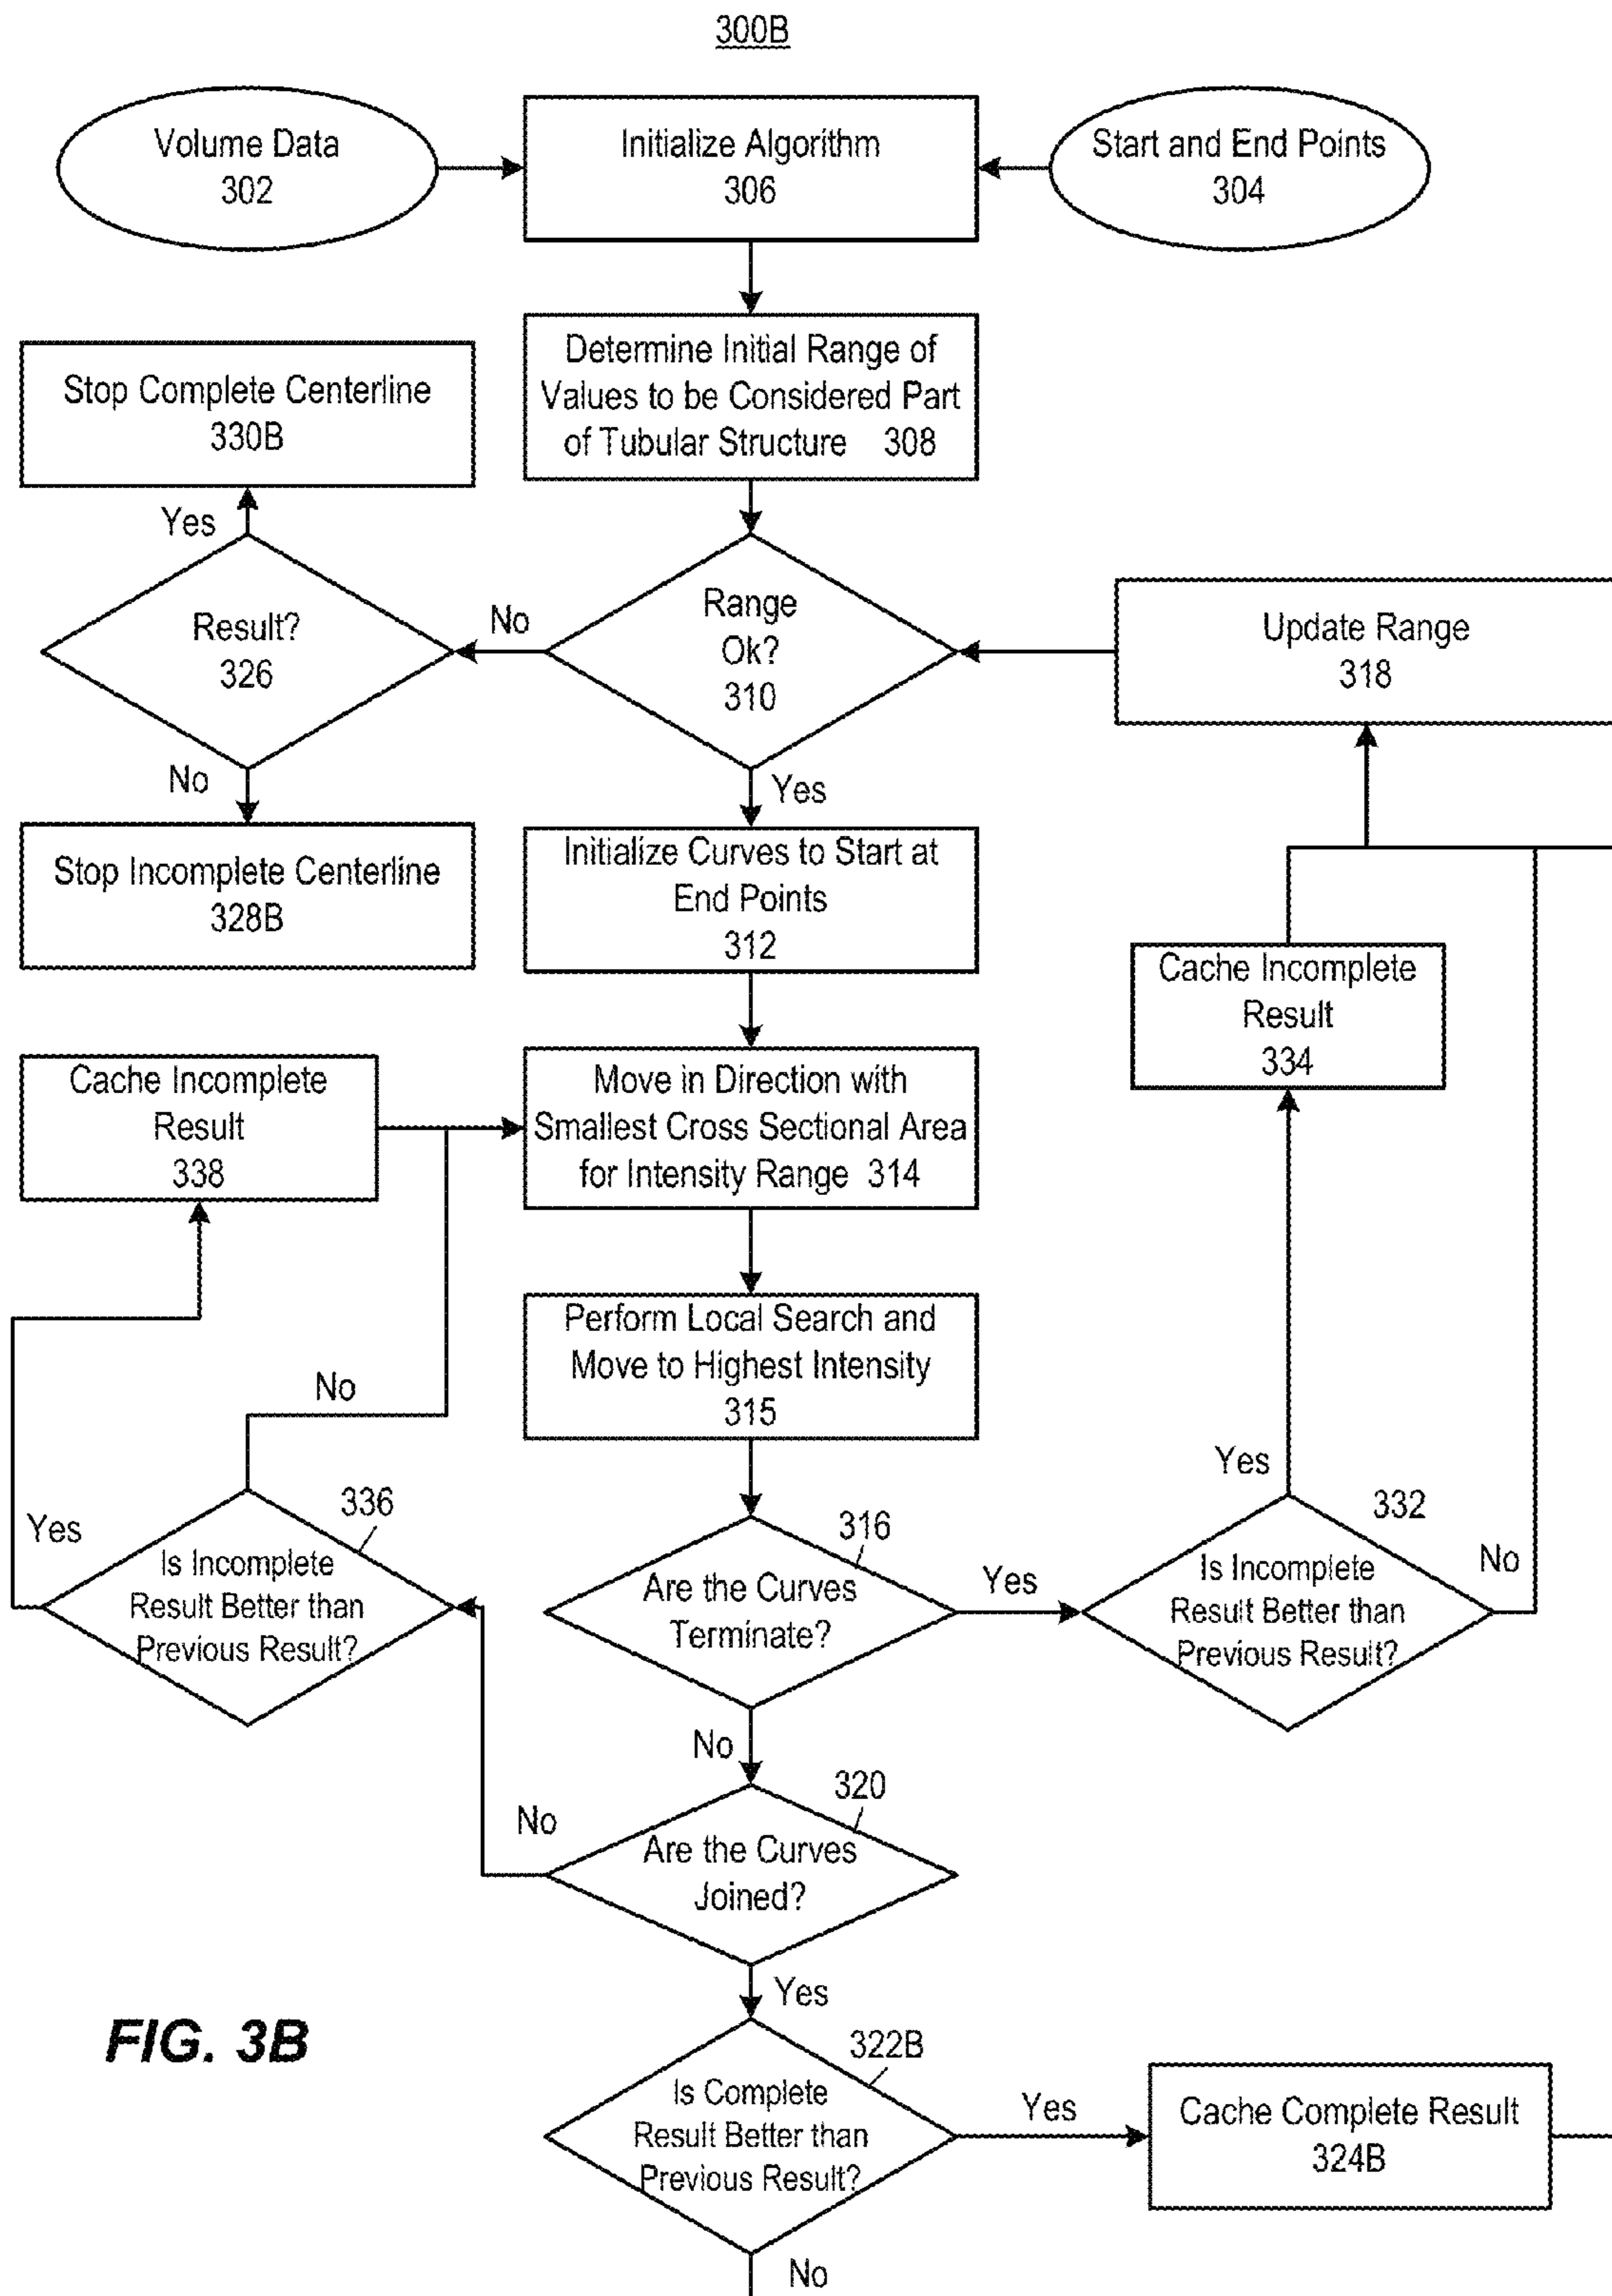 300B
Volume Data
302
Initialize Algorithm
306
Start and End Points
304
Determine Initial Range of
Values to be Considered Part
of Tubular Structure 308
Stop Complete Centerline
330B
Yes
Result?
326
No
Range
Ok?
310
Update Range
318
No
Yes
Stop Incomplete Centerline
328B
Initialize Curves to Start at
End Points
312
Cache Incomplete
Result
334
Cache Incomplete
Result
338
Move in Direction with
Smallest Cross Sectional Area
for Intensity Range 314
Perform Local Search and
Move to Highest Intensity
315
No
Yes
336
Is Incomplete
Result Better than
Previous Result?
316
Are the Curves
Terminate?
Yes
Yes
332
Is Incomplete
Result Better than
Previous Result?
No
No
320
No
Are the Curves
Joined?
Yes
FIG. 3B
322B
Is Complete
Result Better than
Previous Result?
Yes
Cache Complete Result
324B
No